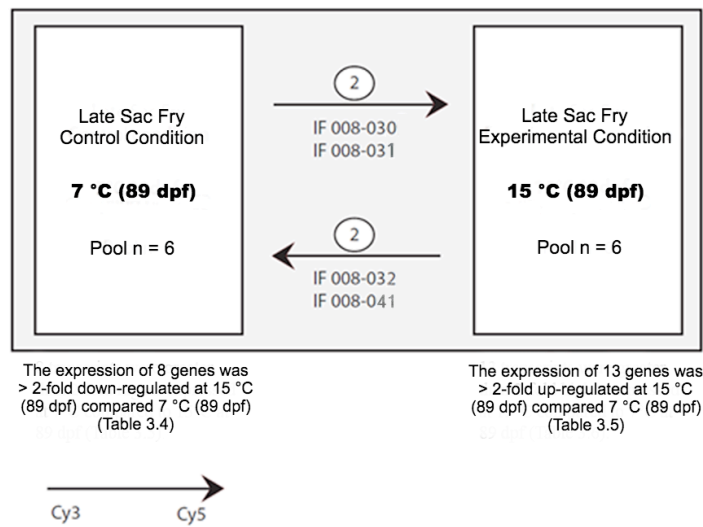 Late Sac Fry
Control Condition
7 °C (89 dpf)
Pool n = 6
2
IF 008-030
IF 008-031
2
IF 008-032
IF 008-041
Late Sac Fry
Experimental Condition
15 °C (89 dpf)
Pool n = 6
The expression of 8 genes was
> 2-fold down-regulated at 15 °C
(89 dpf) compared 7 °C (89 dpf)
(Table 3.4)
The expression of 13 genes was
> 2-fold up-regulated at 15 °C
(89 dpf) compared 7 °C (89 dpf)
(Table 3.5)
Cy3 Cy5